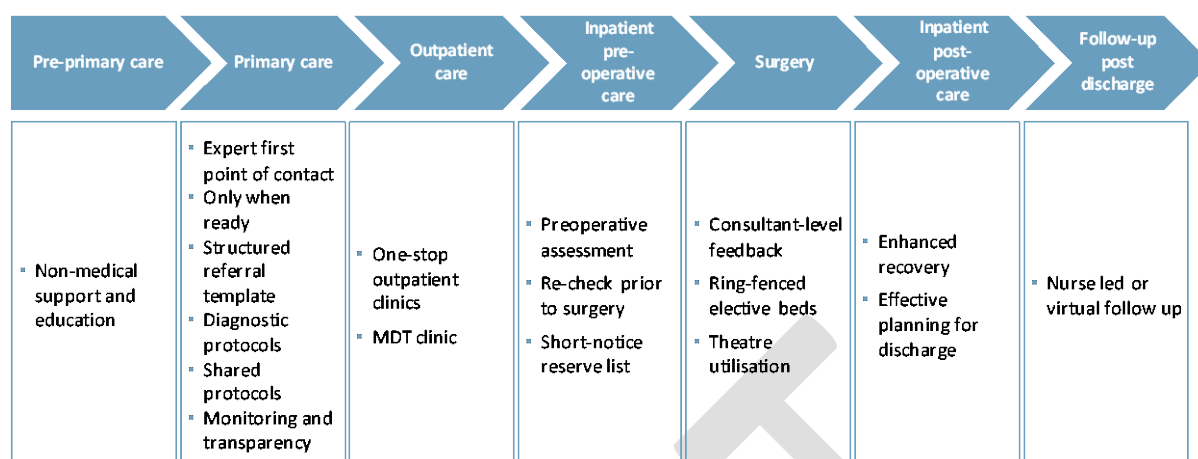 Pre-primary care
Primary care
Outpatient
care
Inpatient
pre-
operative
care
Surgery
Inpatient
post-
operative
care
Follow-up
post
discharge
Non-medical
support and
education
Expert first
point of contact
Only when
ready
Structured
referral
template
Diagnostic
protocols
Shared
protocols
Monitoring and
transparency
One-stop
outpatient
clinics
MDT clinic
Preoperative
assessment
Re-check prior
to surgery
Short-notice
reserve list
Consultant-level
feedback
Ring-fenced
elective beds
Theatre
utilisation
Enhanced
recovery
Effective
planning for
discharge
Nurse led or
virtual follow up